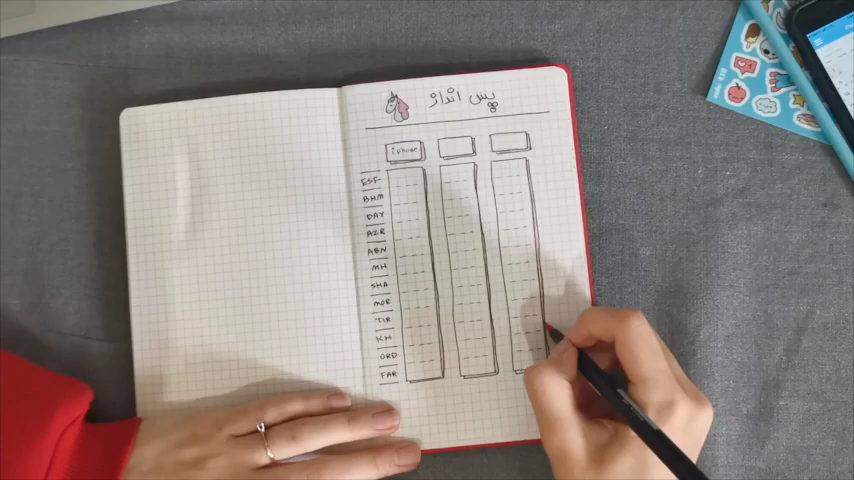 پس انداز
iphone
ESF
BHM
DAY
AZR
ABN
MH
SHA
MOR
TIR
KH
ORD
FAR